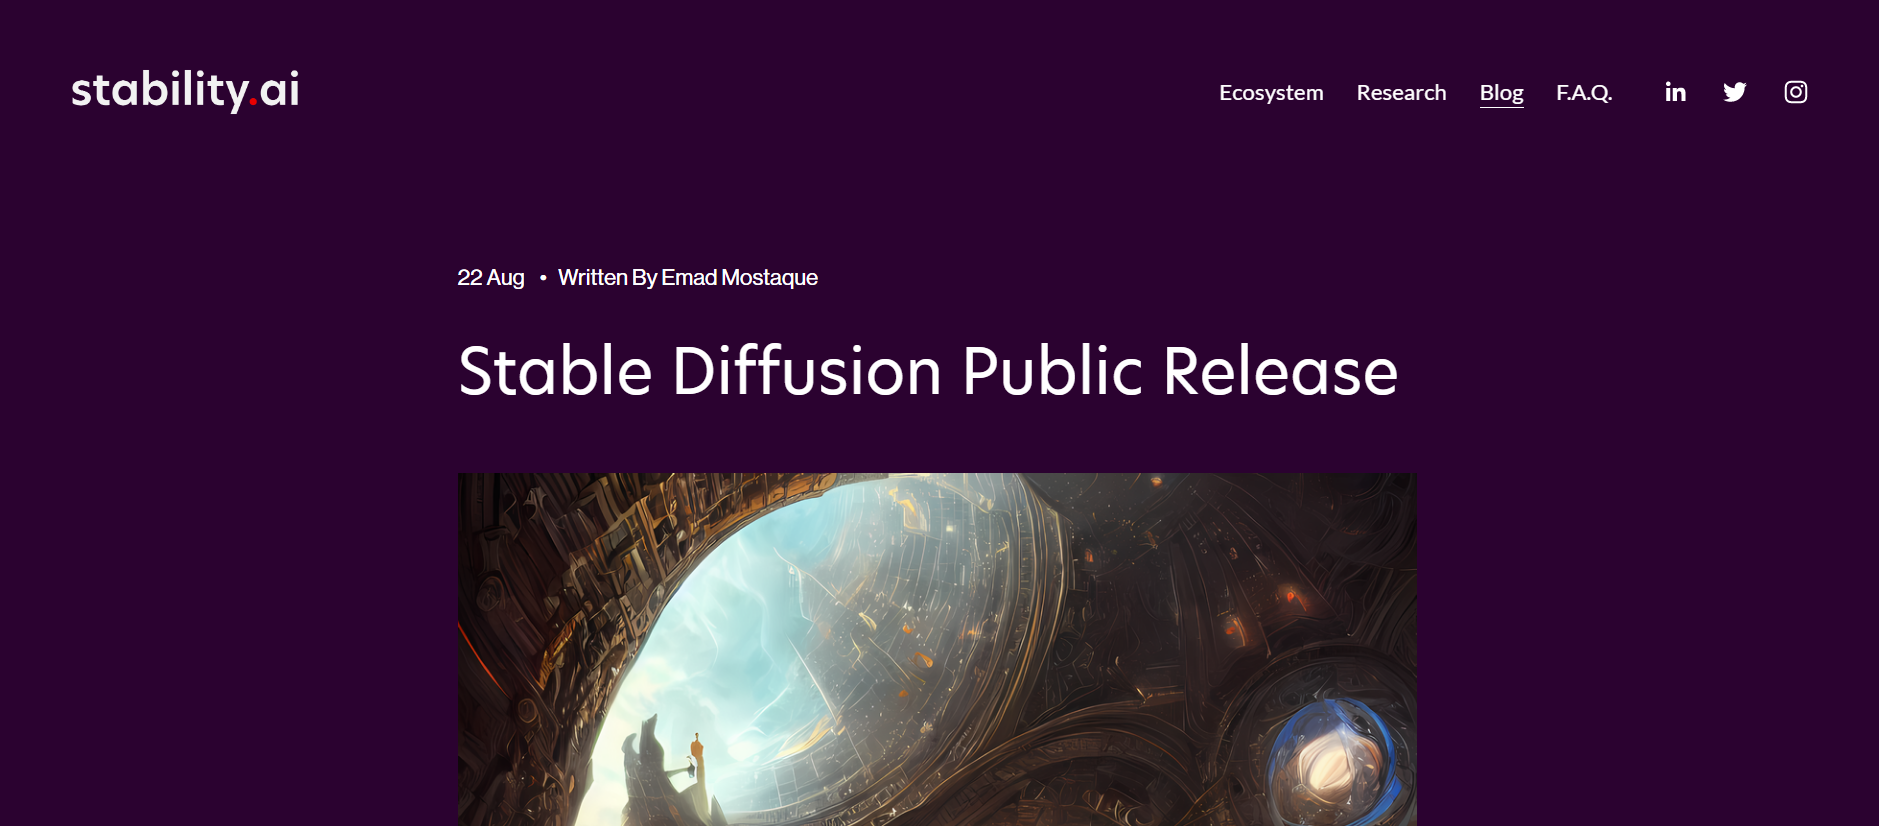 stability.ai
Ecosystem Research Blog F.A.Q.
22 Aug • Written By Emad Mostaque
Stable Diffusion Public Release